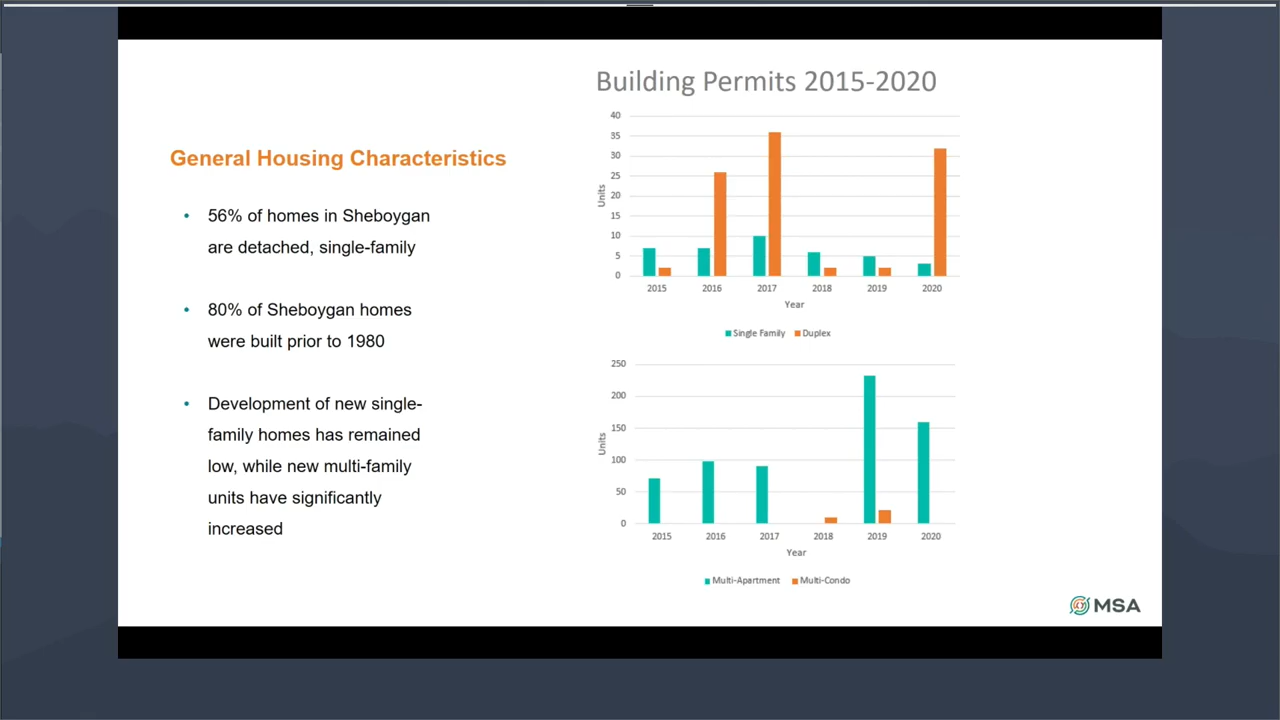 Building Permits 2015-2020
General Housing Characteristics
• 56% of homes in Sheboygan
are detached, single-family
• 80% of Sheboygan homes
were built prior to 1980
• Development of new single-
family homes has remained
low, while new multi-family
units have significantly
increased
40
35
30
25
20
15
10
5
0
Units
2015 2016 2017 2018 2019 2020
Year
Single Family Duplex
250
200
150
100
50
0
Units
2015 2016 2017 2018 2019 2020
Year
Multi-Apartment Multi-Condo
MSA